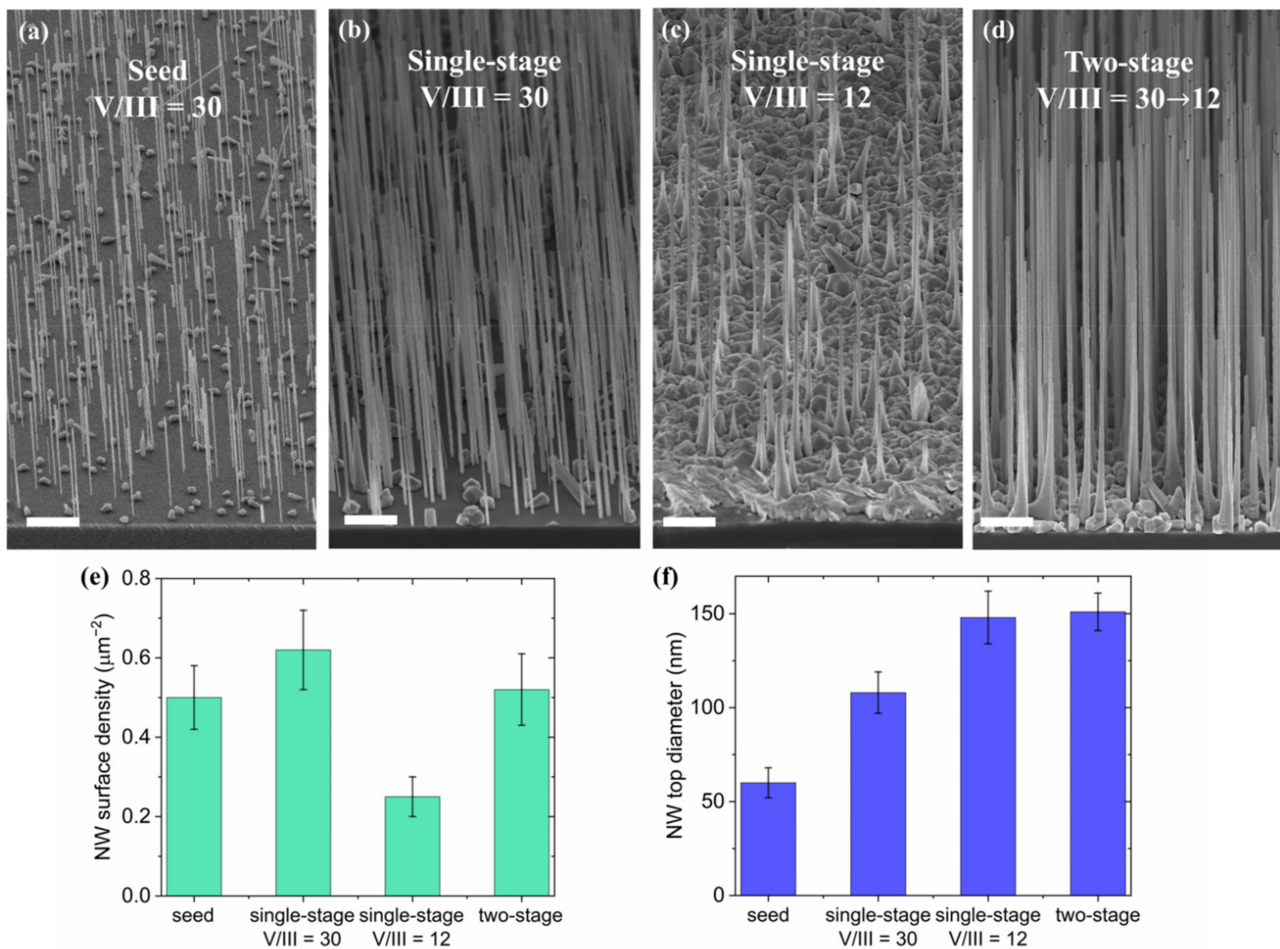 (a)
Seed
V/III = 30
(b)
Single-stage
V/III = 30
(c)
Single-stage
V/III = 12
(d)
Two-stage
V/III = 30→12
(e)
NW surface density (μm⁻²)
0.8
0.6
0.4
0.2
0.0
seed
single-stage
V/III = 30
single-stage
V/III = 12
two-stage
(f)
NW top diameter (nm)
150
100
50
0
seed
single-stage
V/III = 30
single-stage
V/III = 12
two-stage